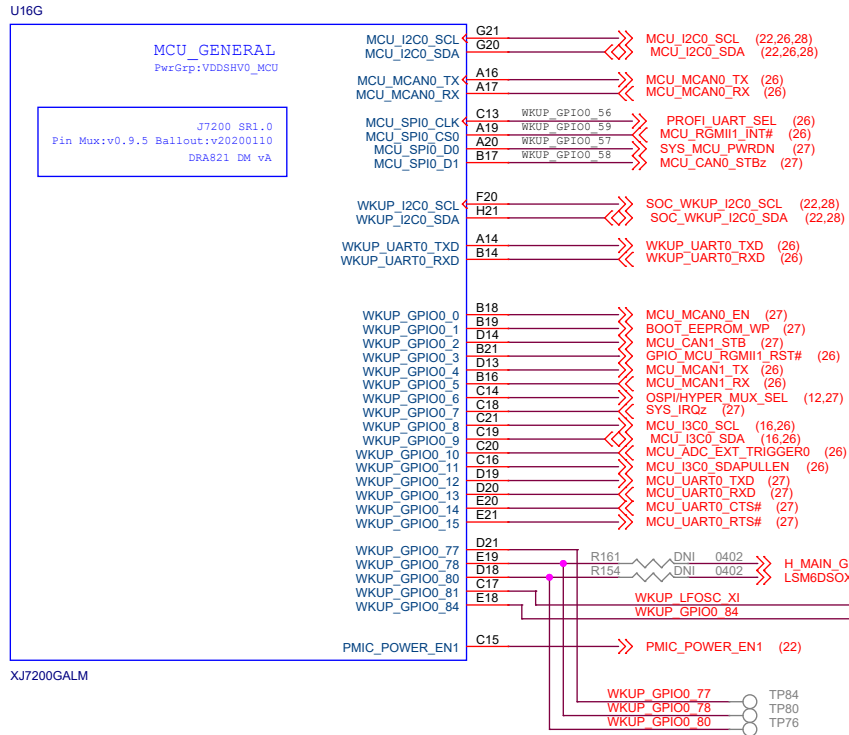 U16G
MCU_GENERAL
PwrGrp:VDDSHV0_MCU
J7200 SR1.0
Pin Mux:v0.9.5 Ballout:v20200110
DRA821 DM vA
MCU_I2C0_SCL G21 MCU_I2C0_SCL (22,26,28)
MCU_I2C0_SDA G20 MCU_I2C0_SDA (22,26,28)
MCU_MCAN0_TX A16 MCU_MCAN0_TX (26)
MCU_MCAN0_RX A17 MCU_MCAN0_RX (26)
MCU_SPI0_CLK C13 WKUP_GPIO0_56 PROFI_UART_SEL (26)
MCU_SPI0_CS0 A19 WKUP_GPIO0_59 MCU_RGMII1_INT# (26)
MCU_SPI0_D0 A20 WKUP_GPIO0_57 SYS_MCU_PWRDN (27)
MCU_SPI0_D1 B17 WKUP_GPIO0_58 MCU_CAN0_STBz (27)
WKUP_I2C0_SCL F20 SOC_WKUP_I2C0_SCL (22,28)
WKUP_I2C0_SDA H21 SOC_WKUP_I2C0_SDA (22,28)
WKUP_UART0_TXD A14 WKUP_UART0_TXD (26)
WKUP_UART0_RXD B14 WKUP_UART0_RXD (26)
WKUP_GPIO0_0 B18 MCU_MCAN0_EN (27)
WKUP_GPIO0_1 B19 BOOT_EEPROM_WP (27)
WKUP_GPIO0_2 D14 MCU_CAN1_STB (27)
WKUP_GPIO0_3 B21 GPIO_MCU_RGMII1_RST# (26)
WKUP_GPIO0_4 D13 MCU_MCAN1_TX (26)
WKUP_GPIO0_5 B16 MCU_MCAN1_RX (26)
WKUP_GPIO0_6 C14 OSPI/HYPER_MUX_SEL (12,27)
WKUP_GPIO0_7 C18 SYS_IRQz (27)
WKUP_GPIO0_8 C21 MCU_I3C0_SCL (16,26)
WKUP_GPIO0_9 C19 MCU_I3C0_SDA (16,26)
WKUP_GPIO0_10 C20 MCU_ADC_EXT_TRIGGER0 (26)
WKUP_GPIO0_11 C16 MCU_I3C0_SDAPULLEN (26)
WKUP_GPIO0_12 D19 MCU_UART0_TXD (27)
WKUP_GPIO0_13 D20 MCU_UART0_RXD (27)
WKUP_GPIO0_14 E20 MCU_UART0_CTS# (27)
WKUP_GPIO0_15 E21 MCU_UART0_RTS# (27)
WKUP_GPIO0_77 D21
WKUP_GPIO0_78 E19 R161 DNI 0402 H_MAIN_G
WKUP_GPIO0_80 D18 R154 DNI 0402 LSM6DSOX
WKUP_GPIO0_81 C17 WKUP_LFOSC_XI
WKUP_GPIO0_84 E18 WKUP_GPIO0_84
PMIC_POWER_EN1 C15 PMIC_POWER_EN1 (22)
XJ7200GALM
WKUP_GPIO0_77 TP84
WKUP_GPIO0_78 TP80
WKUP_GPIO0_80 TP76